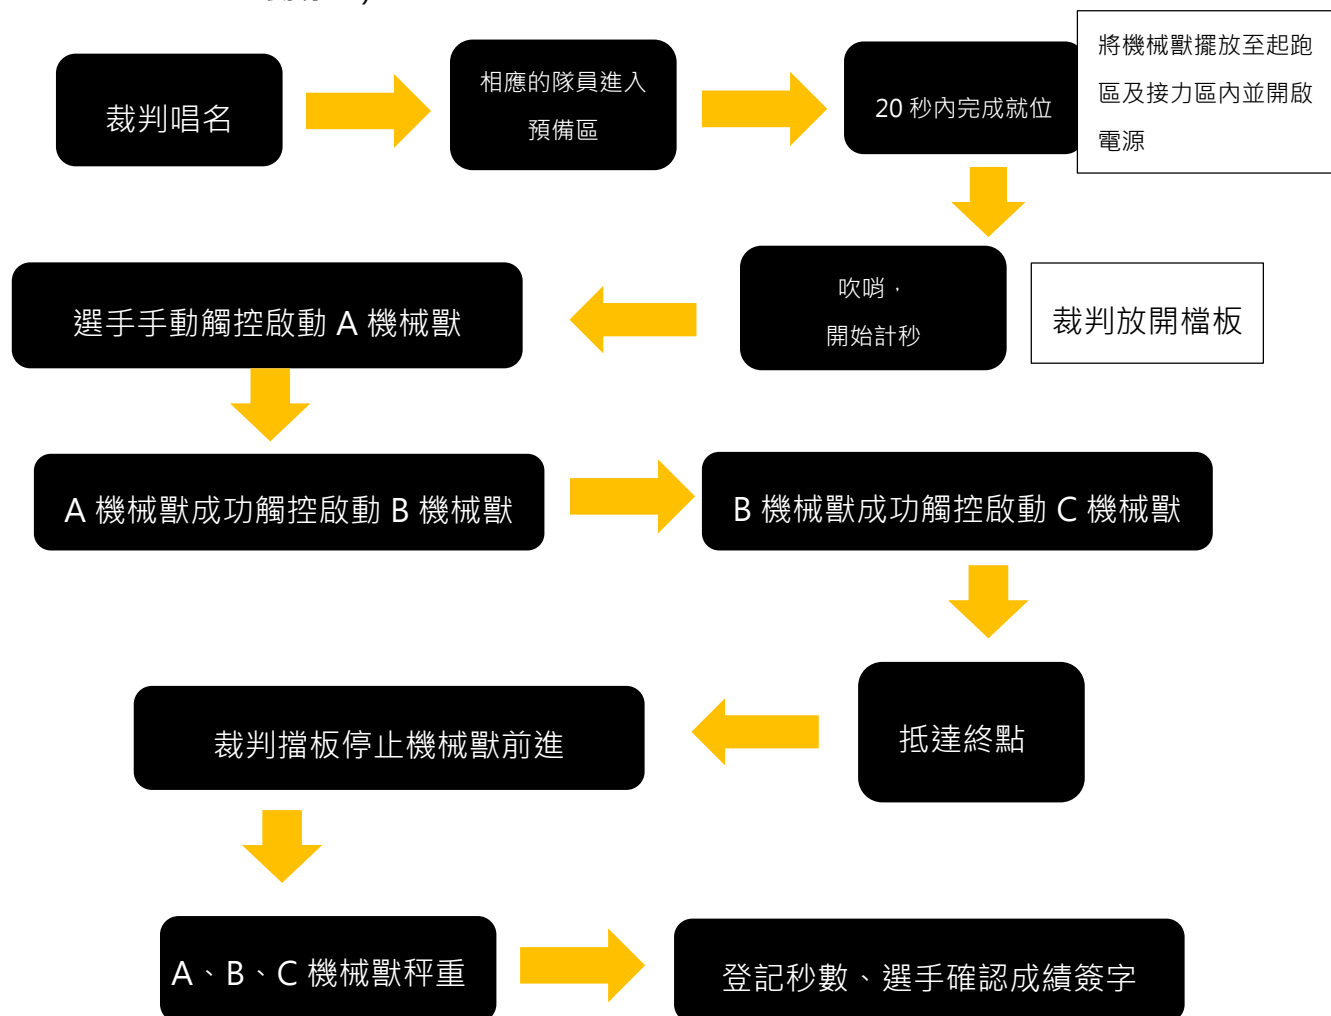 裁判唱名
相應的隊員進入
預備區
20 秒內完成就位
將機械獸擺放至起跑
區及接力區內並開啟
電源
吹哨，
開始計秒
裁判放開檔板
選手手動觸控啟動 A 機械獸
A 機械獸成功觸控啟動 B 機械獸
B 機械獸成功觸控啟動 C 機械獸
抵達終點
裁判擋板停止機械獸前進
A、B、C 機械獸秤重
登記秒數、選手確認成績簽字